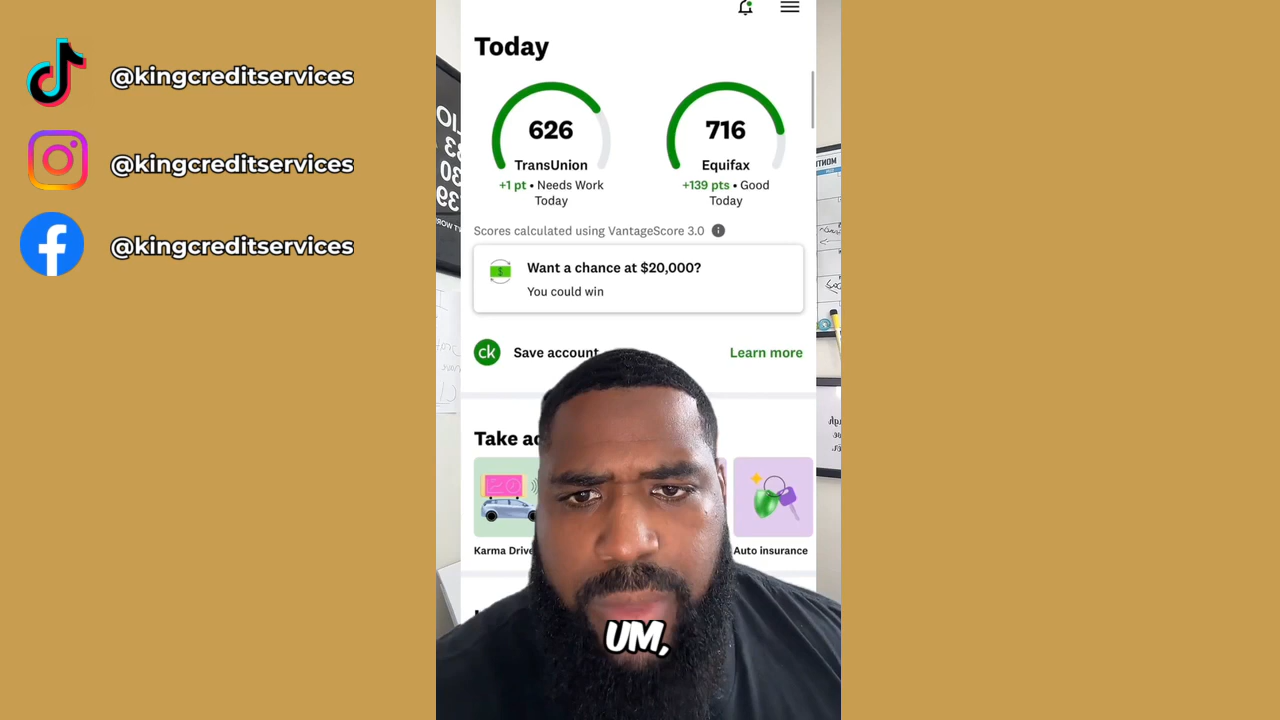 @kingcreditservices
@kingcreditservices
@kingcreditservices
Today
626
TransUnion
+1 pt • Needs Work
Today
716
Equifax
+139 pts • Good
Today
Scores calculated using VantageScore 3.0
Want a chance at $20,000?
You could win
ck
Save account
Learn more
Karma Drive
Auto insurance
UM,